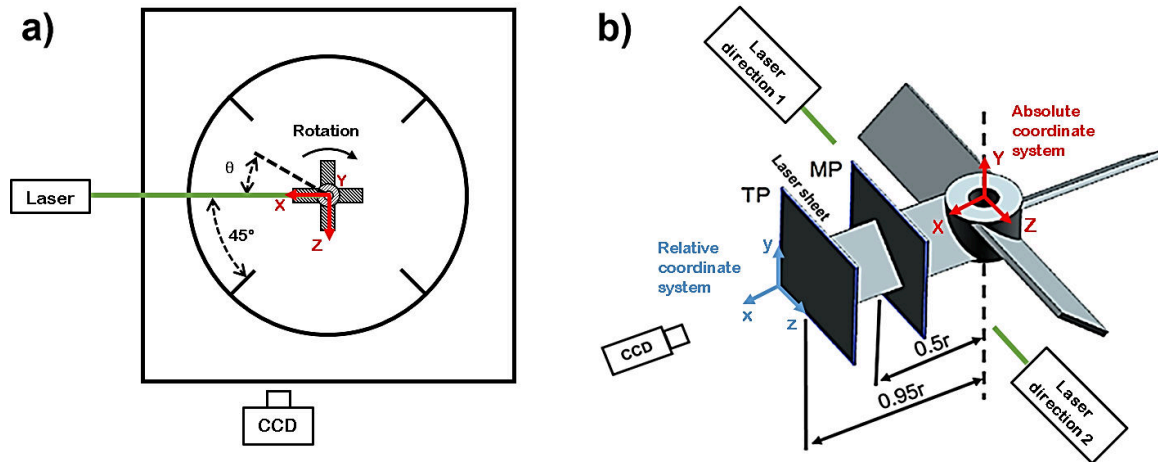 a)
Rotation
θ
Y
Laser
X
Z
45°
CCD
b)
Laser
direction 1
Absolute
coordinate
system
Y
MP
Laser sheet
TP
X
Z
Relative
coordinate
system
y
x
z
CCD
0.5r
0.95r
Laser
direction 2